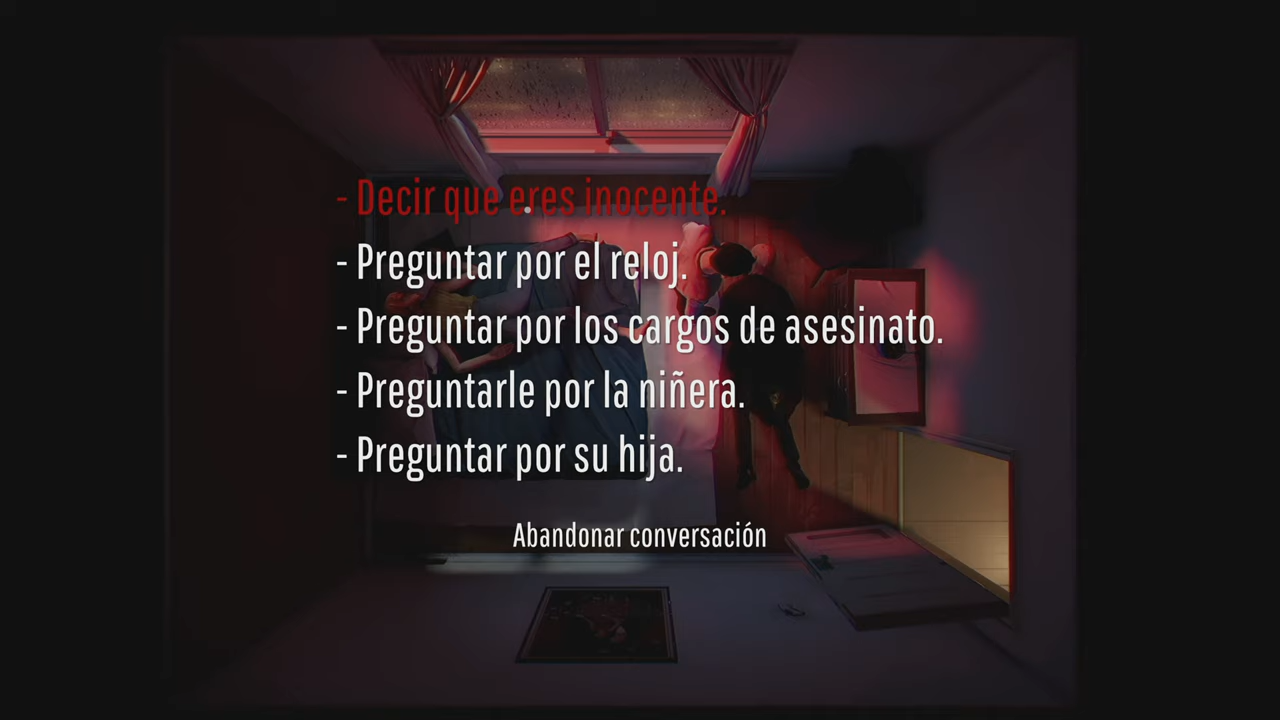 - Decir que eres inocente.
- Preguntar por el reloj.
- Preguntar por los cargos de asesinato.
- Preguntarle por la niñera.
- Preguntar por su hija.
Abandonar conversación